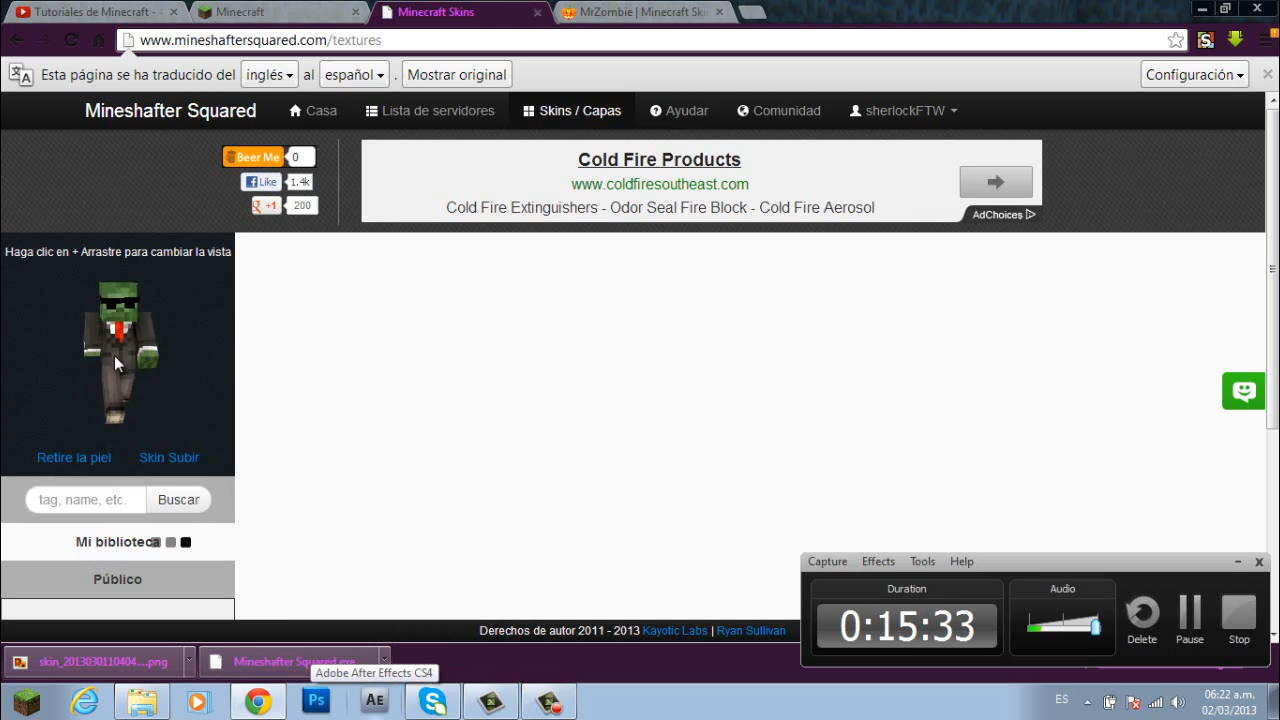 Tutoriales de Minecraft - 
Minecraft
Minecraft Skins
MrZombie | Minecraft Ski
www.mineshaftersquared.com/textures
Esta página se ha traducido del inglés al español . Mostrar original Configuración
Mineshafter Squared Casa Lista de servidores Skins / Capas Ayudar Comunidad sherlockFTW
Beer Me 0
Like 1.4k
+1 200
Cold Fire Products
www.coldfiresoutheast.com
Cold Fire Extinguishers - Odor Seal Fire Block - Cold Fire Aerosol
AdChoices
Haga clic en + Arrastre para cambiar la vista
Retire la piel Skin Subir
tag, name, etc. Buscar
Mi biblioteca
Público
Capture Effects Tools Help
Duration
0:15:33
Audio
Delete Pause Stop
Derechos de autor 2011 - 2013 Kayotic Labs | Ryan Sullivan
skin_2013030110404....png
Mineshafter Squared.exe
Adobe After Effects CS4
Ps
Ae
ES
06:22 a.m.
02/03/2013